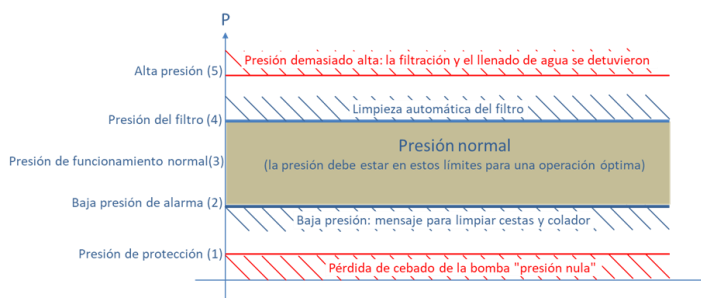 P
Presión demasiado alta: la filtración y el llenado de agua se detuvieron
Alta presión (5)
Limpieza automática del filtro
Presión del filtro (4)
Presión normal
(la presión debe estar en estos límites para una operación óptima)
Presión de funcionamiento normal(3)
Baja presión de alarma (2)
Baja presión: mensaje para limpiar cestas y colador
Presión de protección (1)
Pérdida de cebado de la bomba "presión nula"